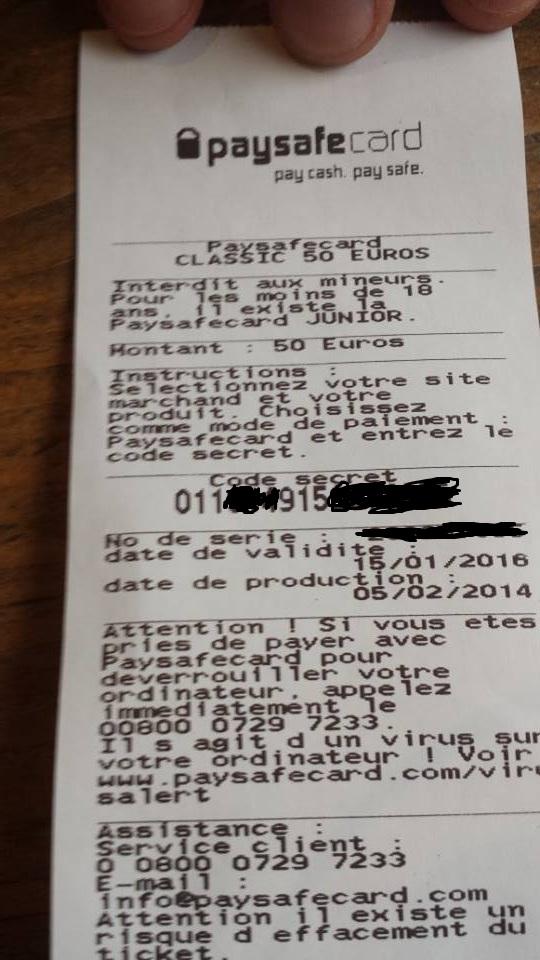 paysafecard
pay cash. pay safe.
Paysafecard
CLASSIC 50 EUROS
Interdit aux mineurs.
Pour les moins de 18
ans, il existe la
Paysafecard JUNIOR.
Montant : 50 Euros
Instructions :
Selectionnez votre site
marchand et votre
produit. Choisissez
comme mode de paiement :
Paysafecard et entrez le
code secret.
Code secret
011 915
No de serie :
date de validite :
15/01/2016
date de production :
05/02/2014
Attention ! Si vous etes
pries de payer avec
Paysafecard pour
deverrouiller votre
ordinateur, appelez
immediatement le
00800 0729 7233.
Il s agit d un virus sur
votre ordinateur ! Voir
www.paysafecard.com/vir
salert
Assistance :
Service client :
0 0800 0729 7233
E-mail :
info@paysafecard.com
Attention il existe un
risque d effacement du
ticket.